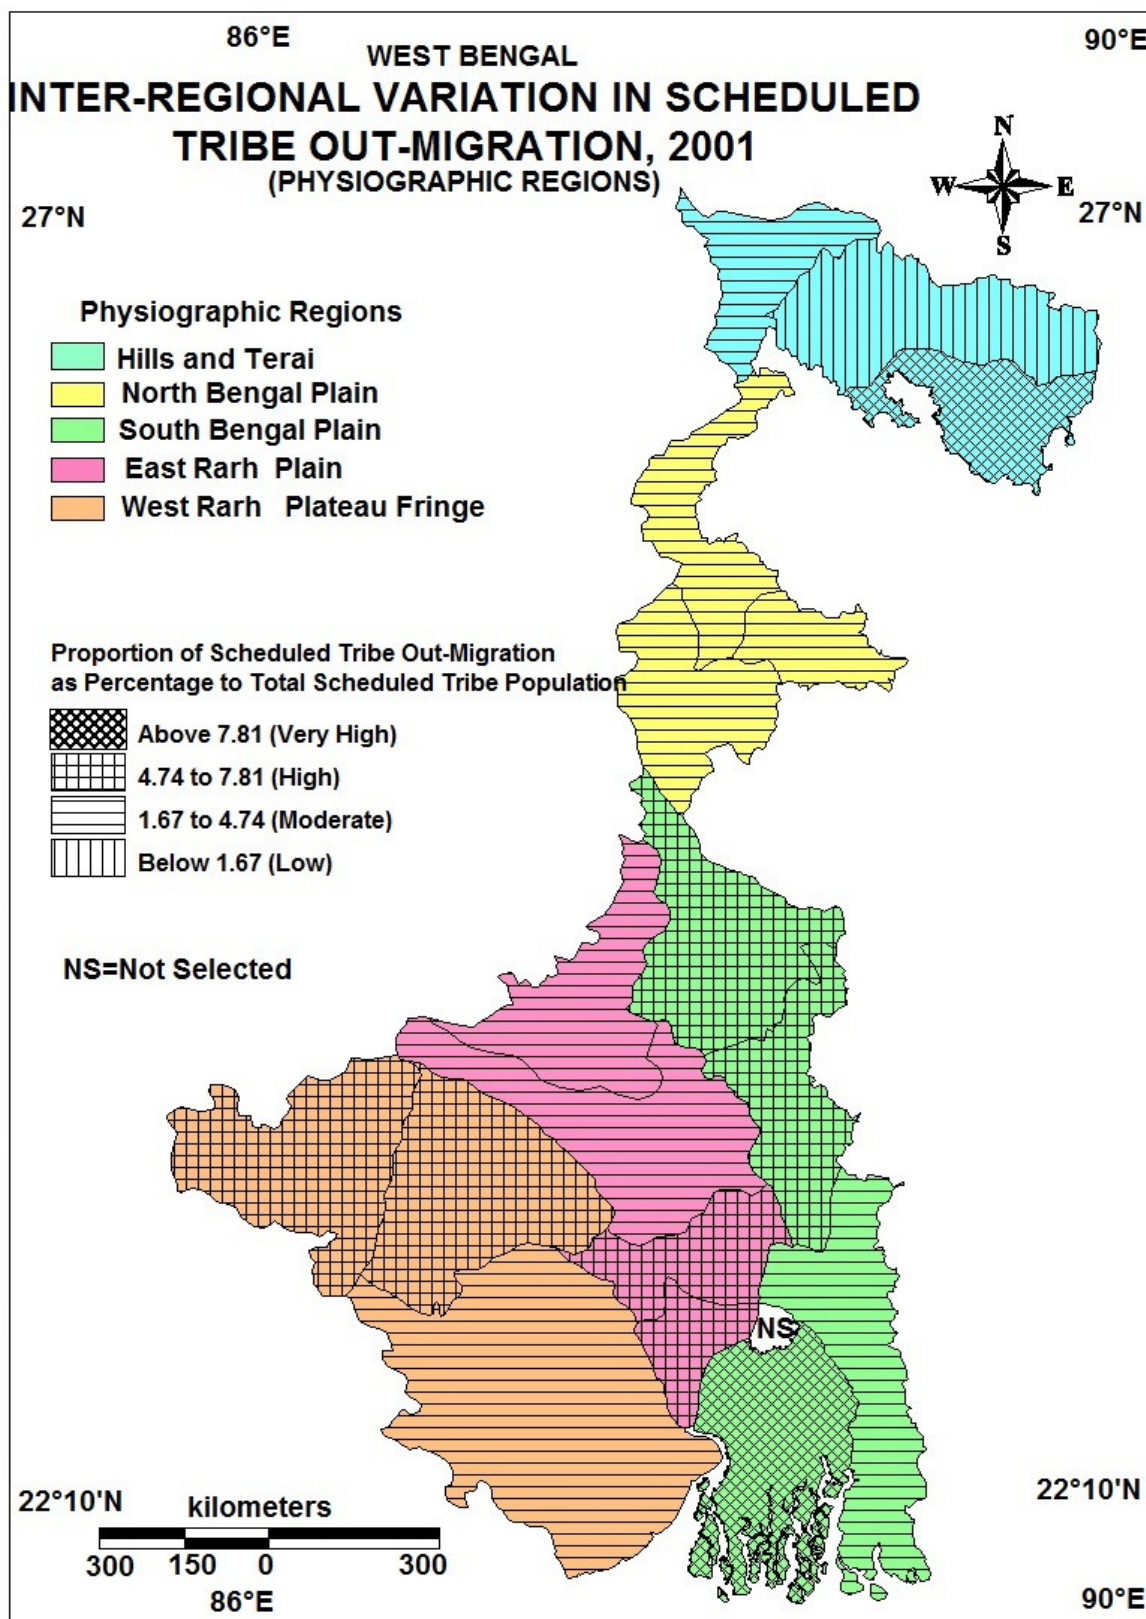 86°E
90°E
WEST BENGAL
INTER-REGIONAL VARIATION IN SCHEDULED
TRIBE OUT-MIGRATION, 2001
(PHYSIOGRAPHIC REGIONS)
N
W E
S
27°N
27°N
Physiographic Regions
Hills and Terai
North Bengal Plain
South Bengal Plain
East Rarh Plain
West Rarh Plateau Fringe
Proportion of Scheduled Tribe Out-Migration
as Percentage to Total Scheduled Tribe Population
Above 7.81 (Very High)
4.74 to 7.81 (High)
1.67 to 4.74 (Moderate)
Below 1.67 (Low)
NS=Not Selected
NS
22°10'N
22°10'N
kilometers
300 150 0 300
86°E
90°E